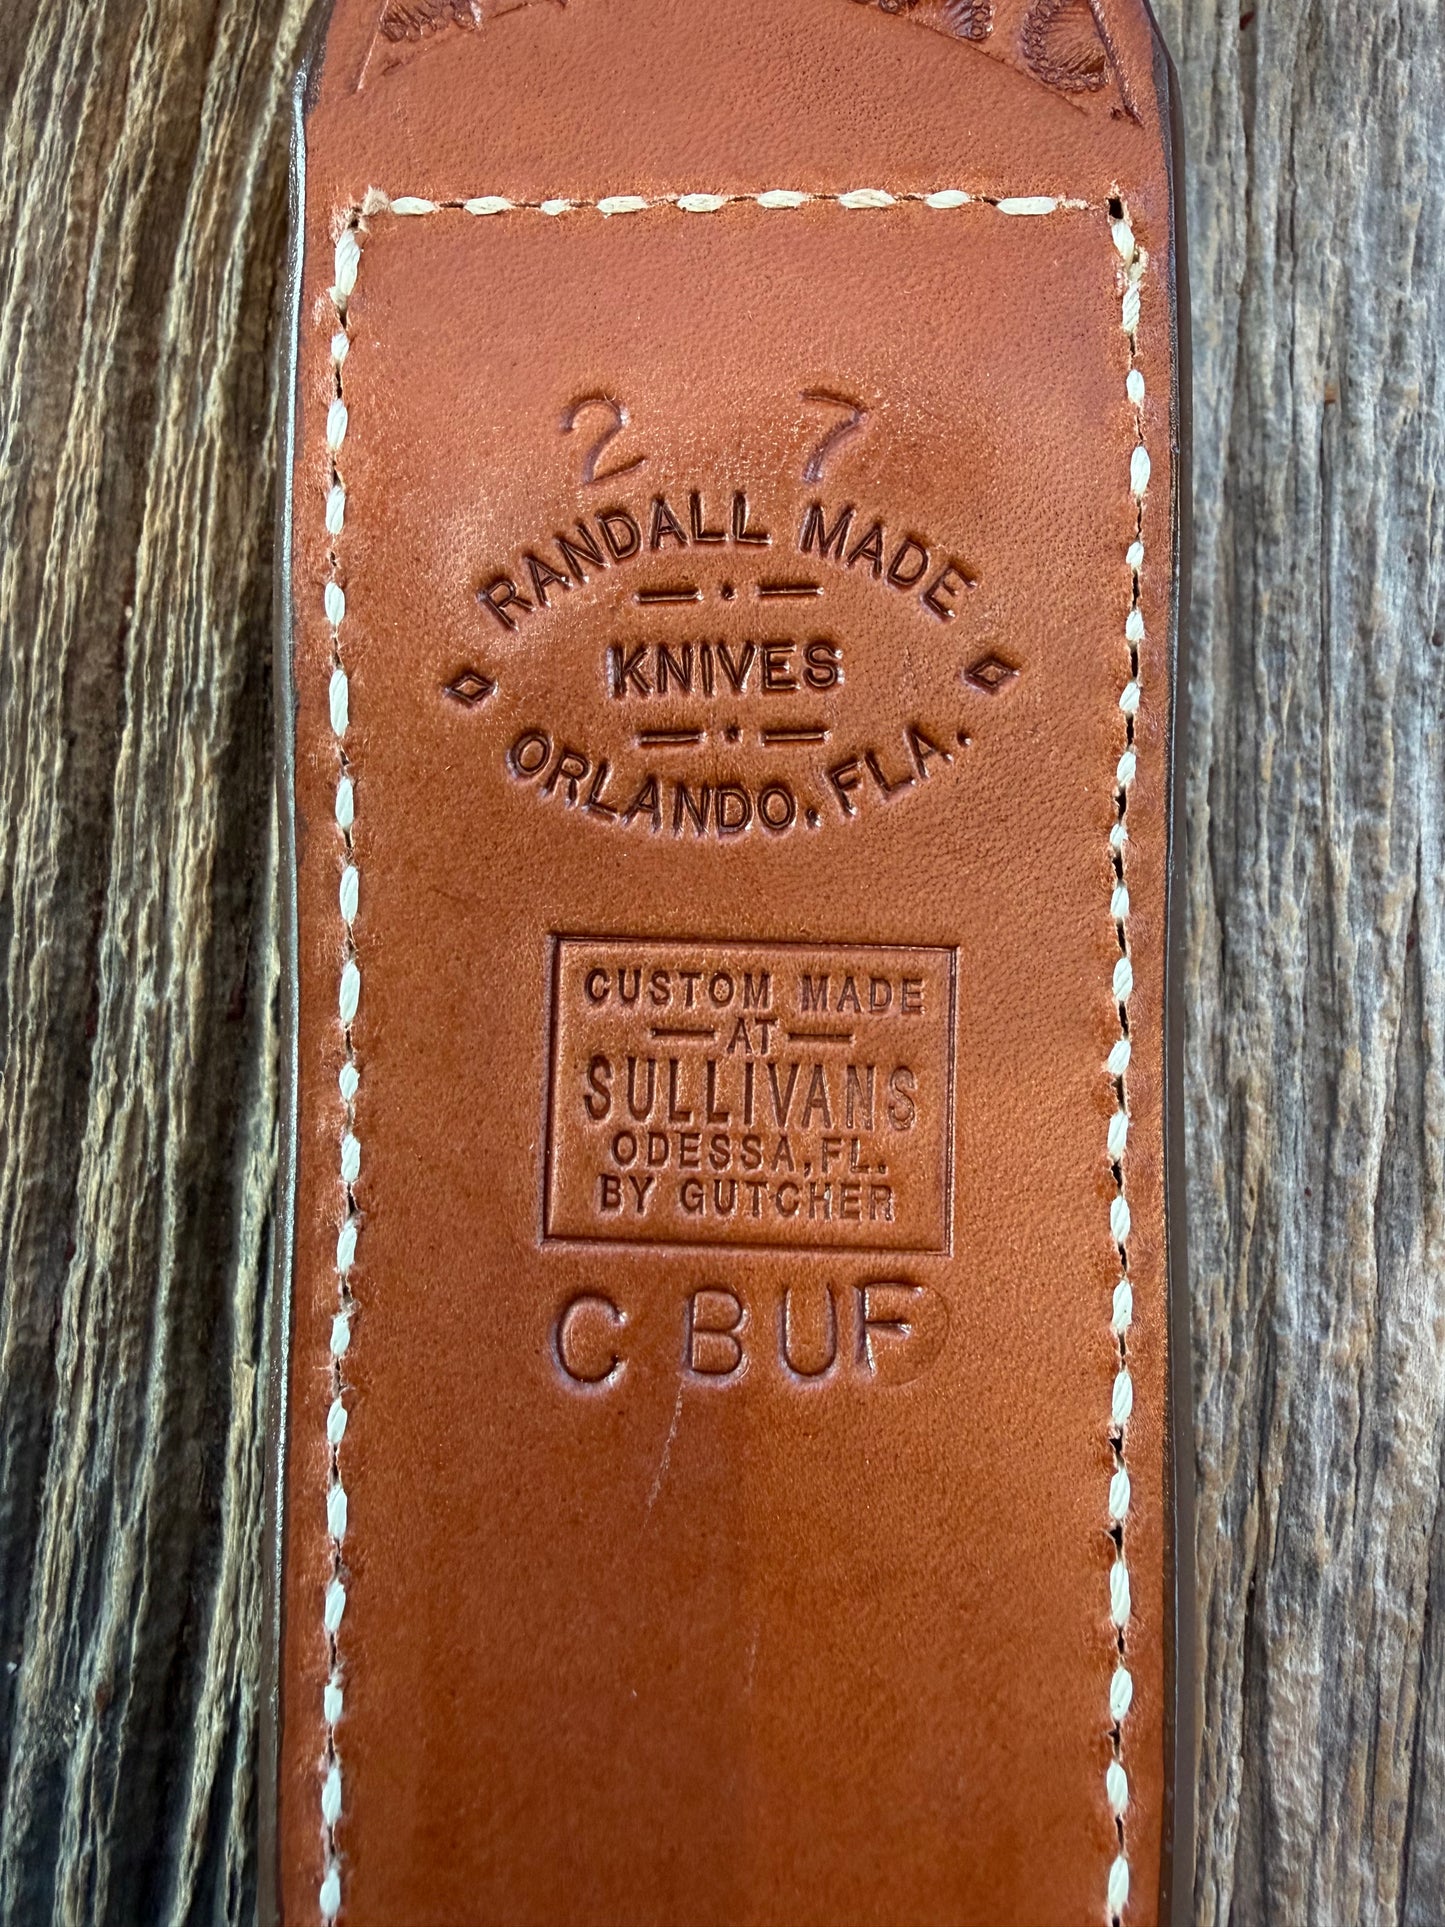 2 7
RANDALL MADE
KNIVES
ORLANDO, FLA.
CUSTOM MADE
— AT —
SULLIVANS
ODESSA, FL.
BY GUTCHER
C BUF